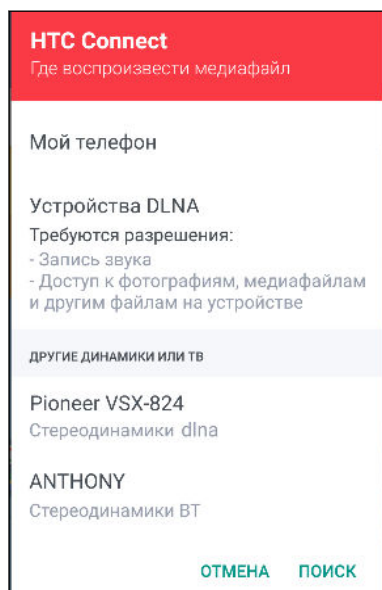 HTC Connect
Где воспроизвести медиафайл
Мой телефон
Устройства DLNA
Требуются разрешения:
- Запись звука
- Доступ к фотографиям, медиафайлам
и другим файлам на устройстве
ДРУГИЕ ДИНАМИКИ ИЛИ ТВ
Pioneer VSX-824
Стереодинамики dlna
ANTHONY
Стереодинамики BT
ОТМЕНА ПОИСК